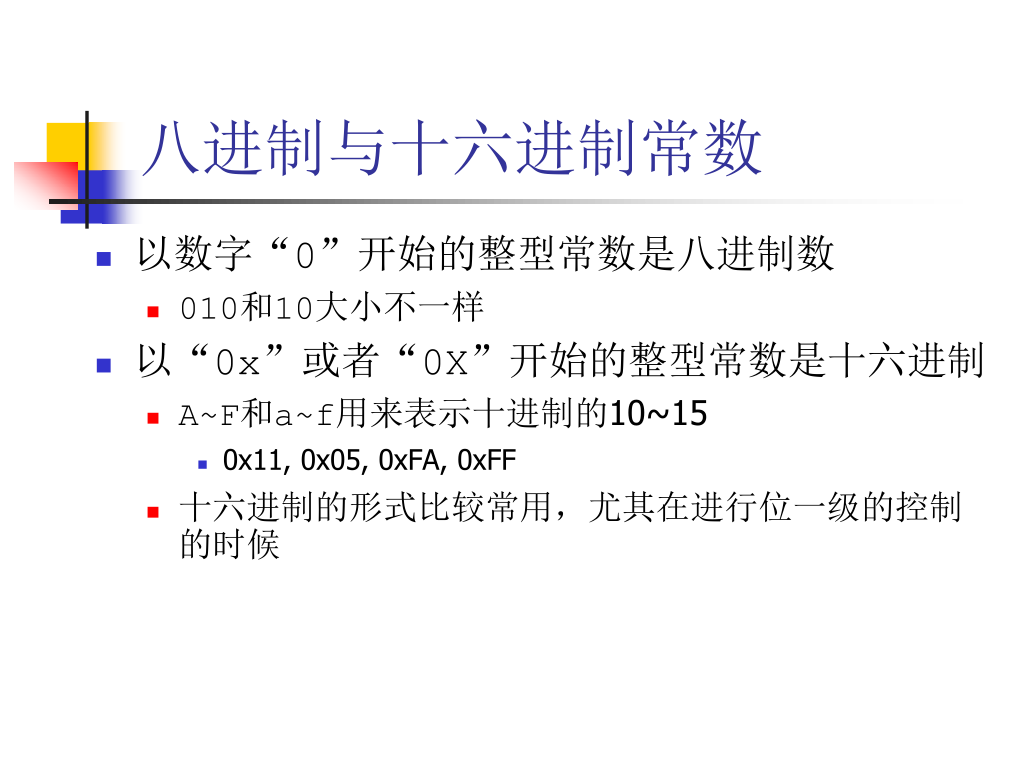 八进制与十六进制常数
以数字“0”开始的整型常数是八进制数
010和10大小不一样
以“0x”或者“0X”开始的整型常数是十六进制
A~F和a~f用来表示十进制的10~15
0x11, 0x05, 0xFA, 0xFF
十六进制的形式比较常用，尤其在进行位一级的控制
的时候